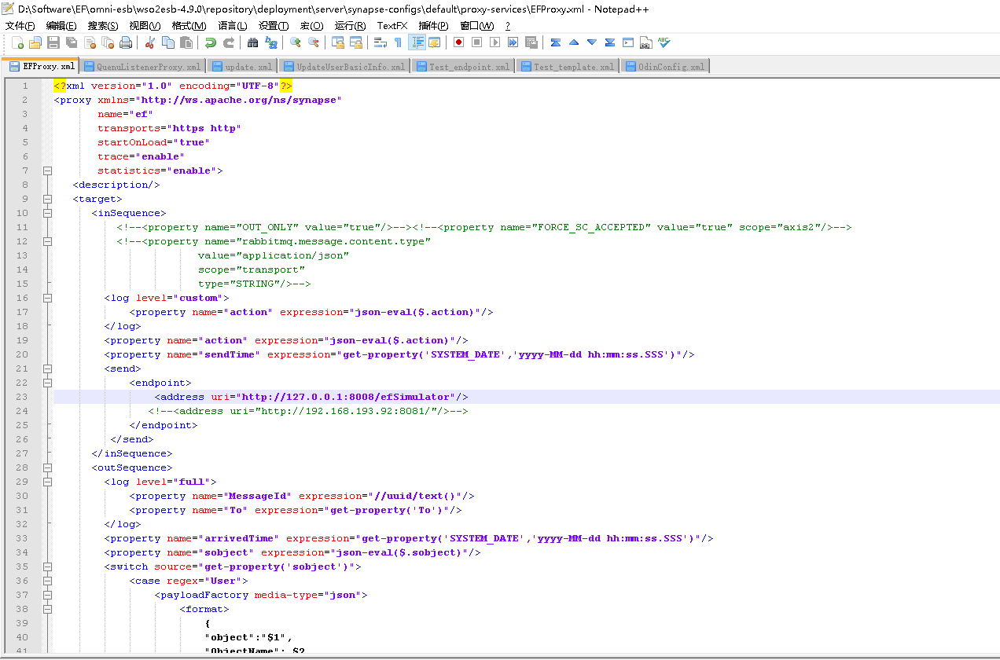 D:\Software\EF\omni-esb\wso2esb-4.9.0\repository\deployment\server\synapse-configs\default\proxy-services\EFProxy.xml - Notepad++
文件(F) 编辑(E) 搜索(S) 视图(V) 格式(M) 语言(L) 设置(T) 宏(O) 运行(R) TextFX 插件(P) 窗口(W) ?
EFProxy.xml QuenuListenerProxy.xml update.xml UpdateUserBasicInfo.xml Test_endpoint.xml Test_template.xml OdinConfig.xml
1 <?xml version="1.0" encoding="UTF-8"?>
2 <proxy xmlns="http://ws.apache.org/ns/synapse"
3 name="ef"
4 transports="https http"
5 startOnLoad="true"
6 trace="enable"
7 statistics="enable">
8 <description/>
9 <target>
10 <inSequence>
11 <!--<property name="OUT_ONLY" value="true"/>--><!--<property name="FORCE_SC_ACCEPTED" value="true" scope="axis2"/>-->
12 <!--<property name="rabbitmq.message.content.type"
13 value="application/json"
14 scope="transport"
15 type="STRING"/>-->
16 <log level="custom">
17 <property name="action" expression="json-eval($.action)"/>
18 </log>
19 <property name="action" expression="json-eval($.action)"/>
20 <property name="sendTime" expression="get-property('SYSTEM_DATE','yyyy-MM-dd hh:mm:ss.SSS')"/>
21 <send>
22 <endpoint>
23 <address uri="http://127.0.0.1:8008/efSimulator"/>
24 <!--<address uri="http://192.168.193.92:8081/"/>-->
25 </endpoint>
26 </send>
27 </inSequence>
28 <outSequence>
29 <log level="full">
30 <property name="MessageId" expression="//uuid/text()"/>
31 <property name="To" expression="get-property('To')"/>
32 </log>
33 <property name="arrivedTime" expression="get-property('SYSTEM_DATE','yyyy-MM-dd hh:mm:ss.SSS')"/>
34 <property name="sobject" expression="json-eval($.sobject)"/>
35 <switch source="get-property('sobject')">
36 <case regex="User">
37 <payloadFactory media-type="json">
38 <format>
39 {
40 "object":"$1",
41 "ObjectName": $2